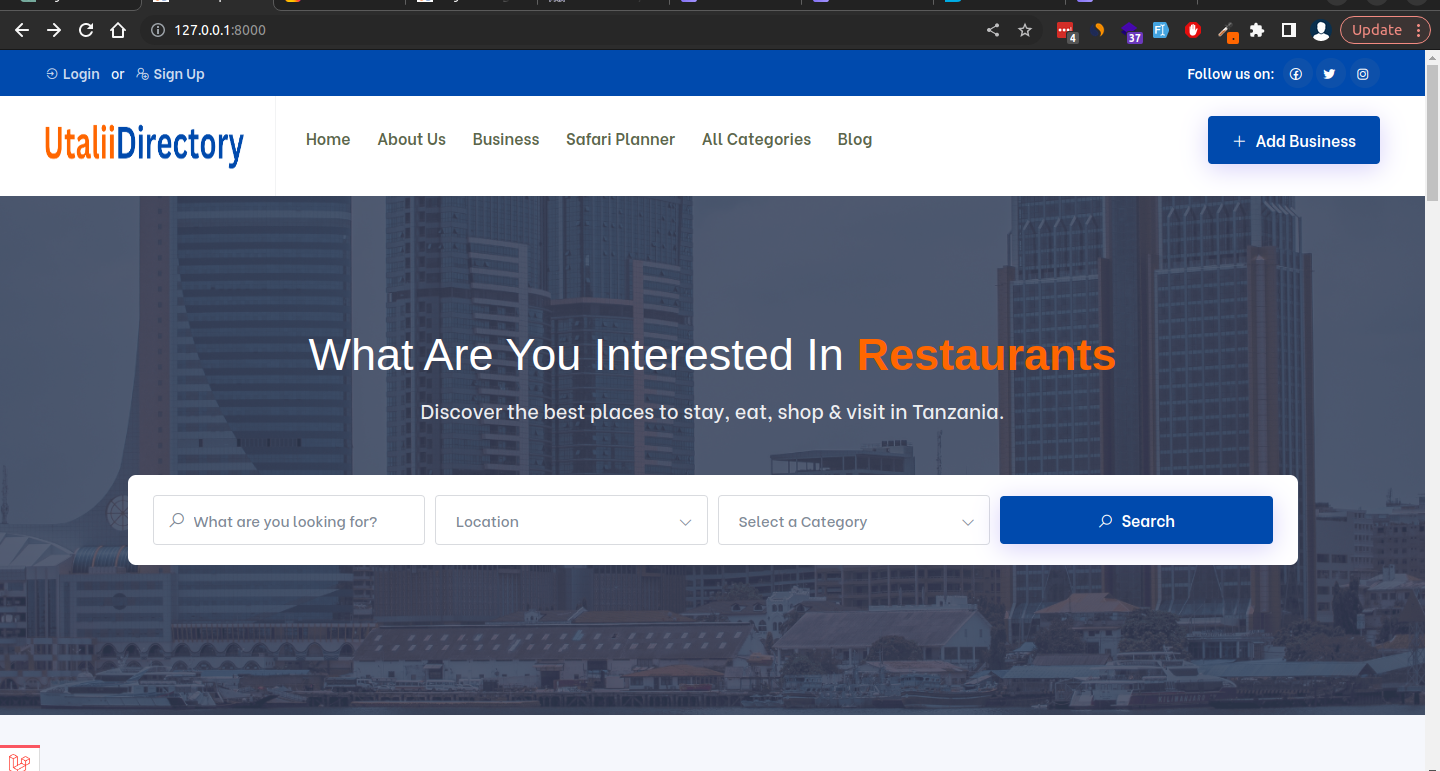 127.0.0.1:8000
4
37
Update
Login or Sign Up
Follow us on:
UtaliiDirectory
Home About Us Business Safari Planner All Categories Blog
+ Add Business
What Are You Interested In Restaurants
Discover the best places to stay, eat, shop & visit in Tanzania.
What are you looking for?
Location
Select a Category
Search